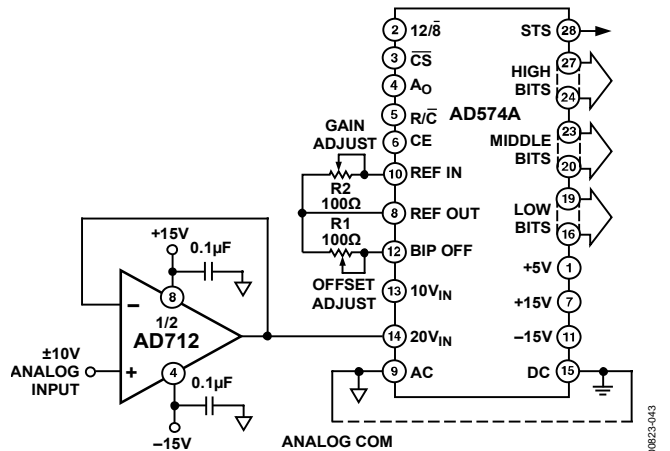 2 12/8̄ STS 28
3 C̄S̄ 27
HIGH
BITS
4 AO 24
AD574A
5 R/C̄ 23
GAIN
ADJUST
6 CE MIDDLE
BITS
20
10 REF IN
R2
100Ω
19
8 REF OUT LOW
BITS
R1
100Ω
16
12 BIP OFF
+5V 1
OFFSET
ADJUST
13 10VIN
+15V 7
+15V
0.1µF
8
–
1/2
AD712
14 20VIN –15V 11
±10V
ANALOG
INPUT
+
4
0.1µF
9 AC DC 15
–15V
ANALOG COM
00823-043